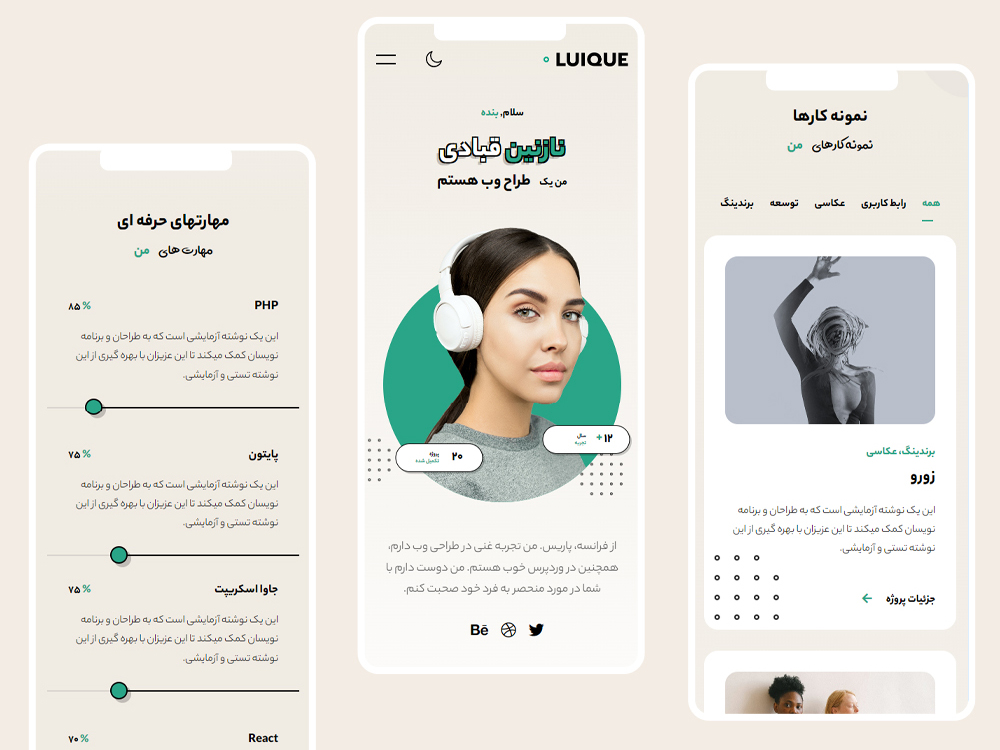 مهارتهای حرفه ای
مهارت های من
PHP
۸۵ %
این یک نوشته آزمایشی است که به طراحان و برنامه
نویسان کمک میکند تا این عزیزان با بهره گیری از این
نوشته تستی و آزمایشی.
پایتون
۷۵ %
این یک نوشته آزمایشی است که به طراحان و برنامه
نویسان کمک میکند تا این عزیزان با بهره گیری از این
نوشته تستی و آزمایشی.
جاوا اسکریپت
۷۵ %
این یک نوشته آزمایشی است که به طراحان و برنامه
نویسان کمک میکند تا این عزیزان با بهره گیری از این
نوشته تستی و آزمایشی.
React
۷۰ %
LUIQUE
سلام, بنده
نازنین قبادی
من یک طراح وب هستم
۱۲ +
سال
تجربه
۲۰
پروژه
تکمیل شده
از فرانسه، پاریس. من تجربه غنی در طراحی وب دارم،
همچنین در وردپرس خوب هستم. من دوست دارم با
شما در مورد منحصر به فرد خود صحبت کنم.
Bē
نمونه کارها
نمونه کارهای من
همه
رابط کاربری
عکاسی
توسعه
برندینگ
برندینگ، عکاسی
زورو
این یک نوشته آزمایشی است که به طراحان و برنامه
نویسان کمک میکند تا این عزیزان با بهره گیری از این
نوشته تستی و آزمایشی.
جزئیات پروژه